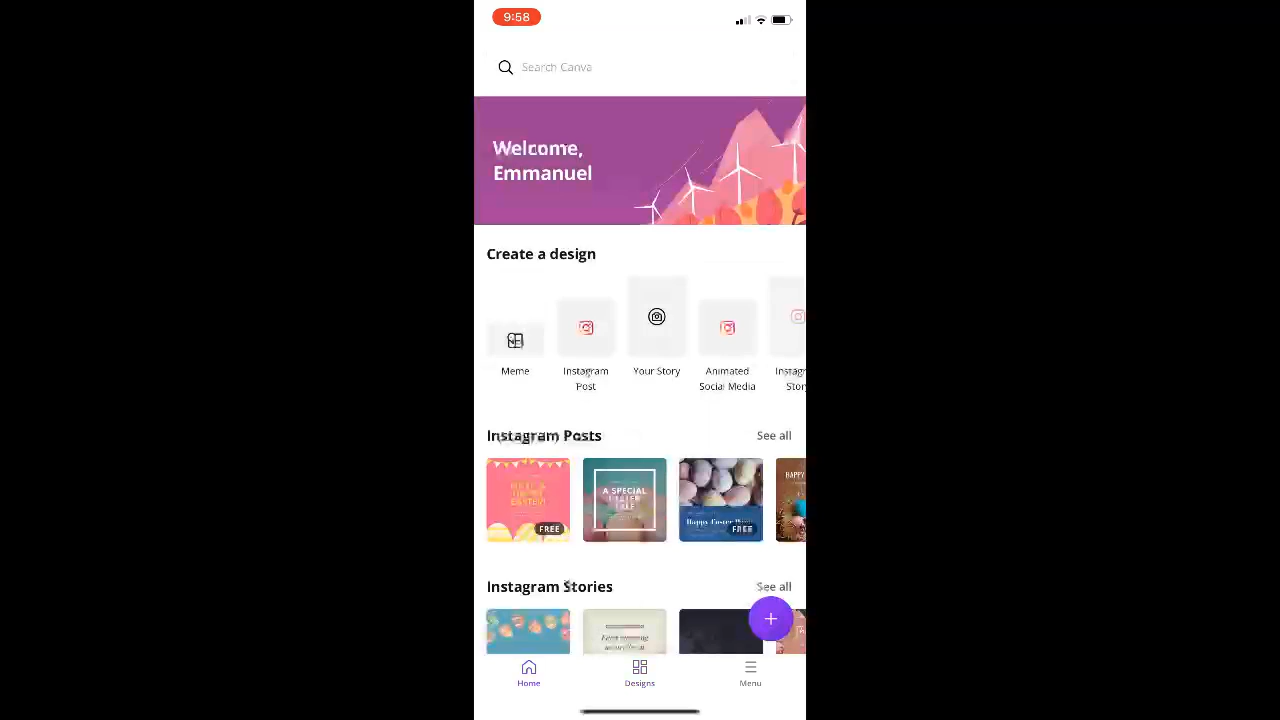 9:58
Search Canva
Welcome,
Emmanuel
Create a design
Meme
Instagram
Post
Your Story
Animated
Social Media
Instagram Posts
See all
FREE
A SPECIAL
HAPPY
FREE
Instagram Stories
See all
Home
Designs
Menu